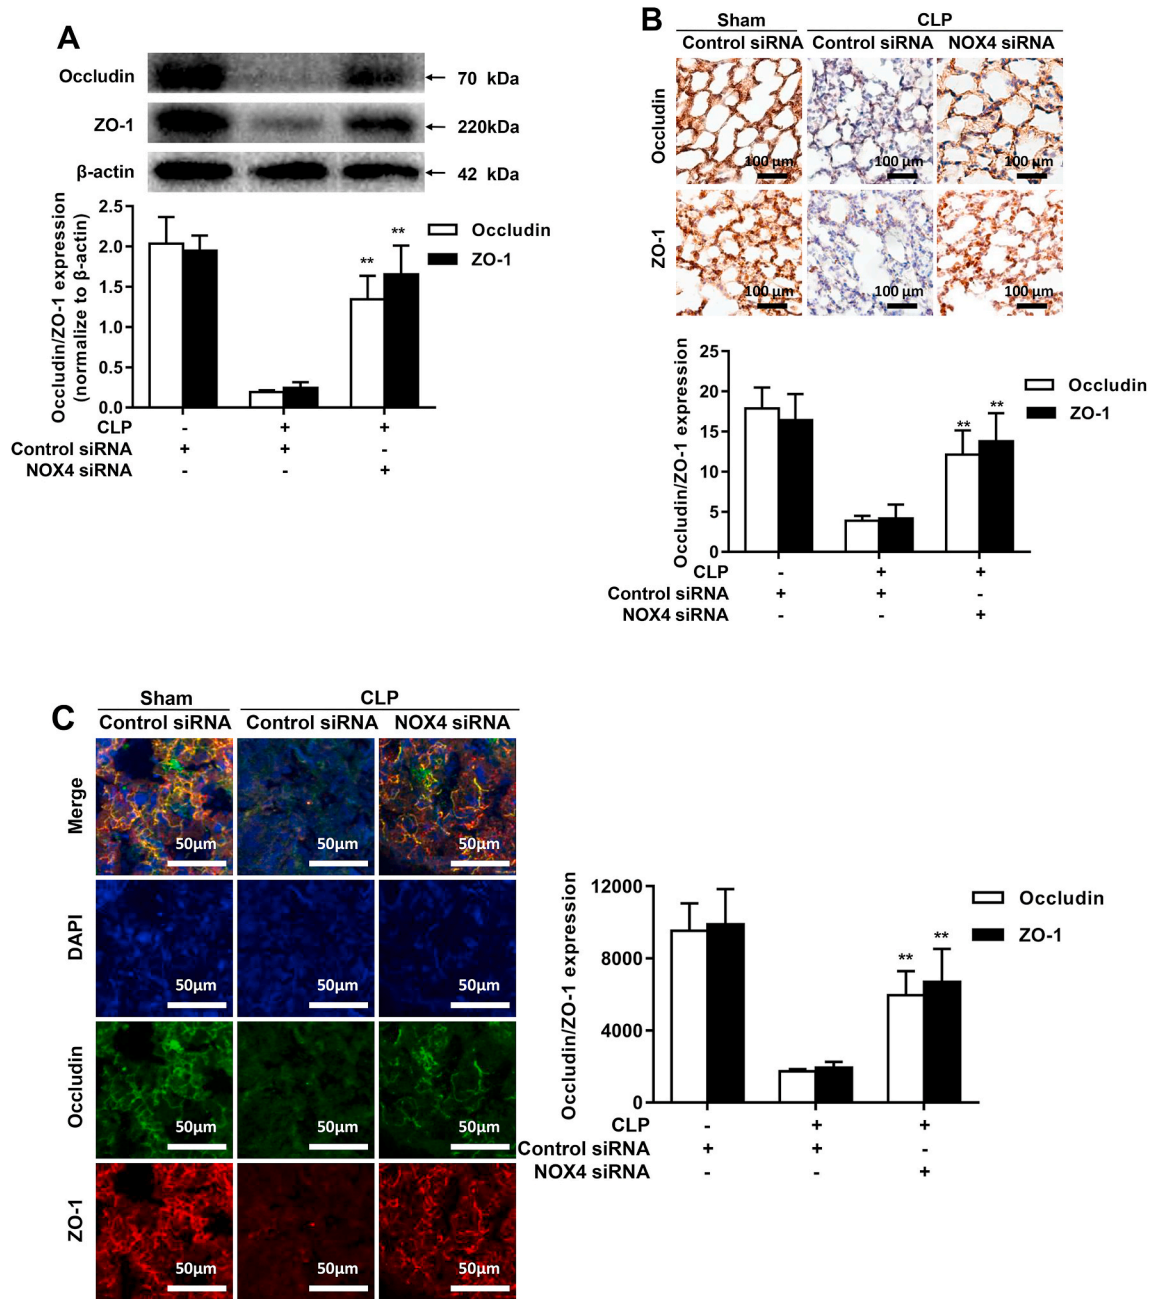 A
Occludin
70 kDa
ZO-1
220kDa
β-actin
42 kDa
Occludin/ZO-1 expression
(normalize to β-actin)
2.5
2.0
1.5
1.0
0.5
0.0
** **
Occludin
ZO-1
CLP - + +
Control siRNA + + -
NOX4 siRNA - - +
B
Sham CLP
Control siRNA Control siRNA NOX4 siRNA
Occludin
100 μm 100 μm 100 μm
ZO-1
100 μm 100 μm 100 μm
Occludin/ZO-1 expression
25
20
15
10
5
0
** **
Occludin
ZO-1
CLP - + +
Control siRNA + + -
NOX4 siRNA - - +
C
Sham CLP
Control siRNA Control siRNA NOX4 siRNA
Merge
50μm 50μm 50μm
DAPI
50μm 50μm 50μm
Occludin
50μm 50μm 50μm
ZO-1
50μm 50μm 50μm
Occludin/ZO-1 expression
12000
8000
4000
0
** **
Occludin
ZO-1
CLP - + +
Control siRNA + + -
NOX4 siRNA - - +